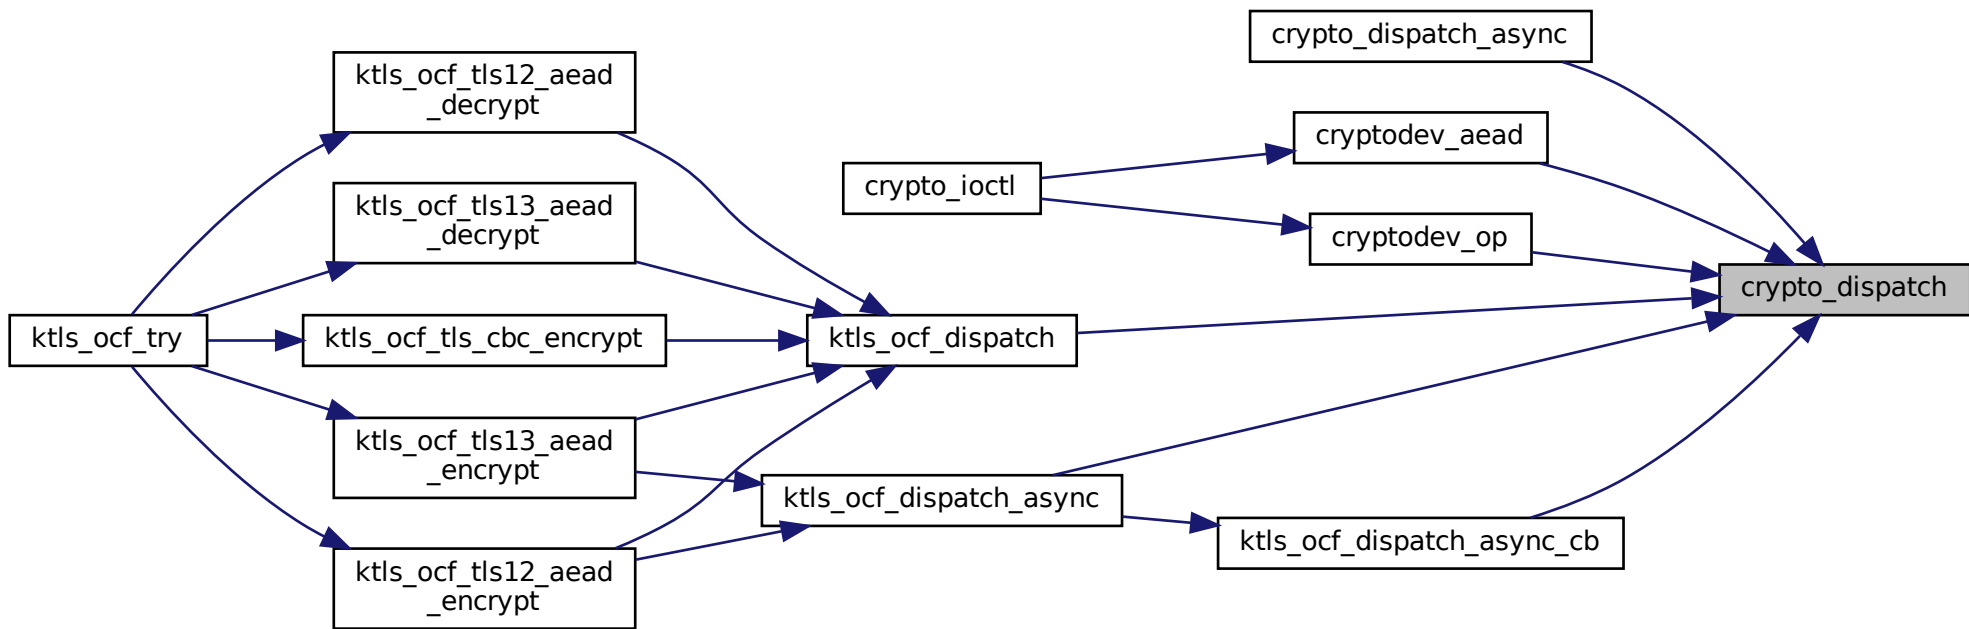 crypto_dispatch_async
ktls_ocf_tls12_aead
_decrypt
cryptodev_aead
crypto_ioctl
ktls_ocf_tls13_aead
_decrypt
cryptodev_op
crypto_dispatch
ktls_ocf_try
ktls_ocf_tls_cbc_encrypt
ktls_ocf_dispatch
ktls_ocf_tls13_aead
_encrypt
ktls_ocf_dispatch_async
ktls_ocf_dispatch_async_cb
ktls_ocf_tls12_aead
_encrypt